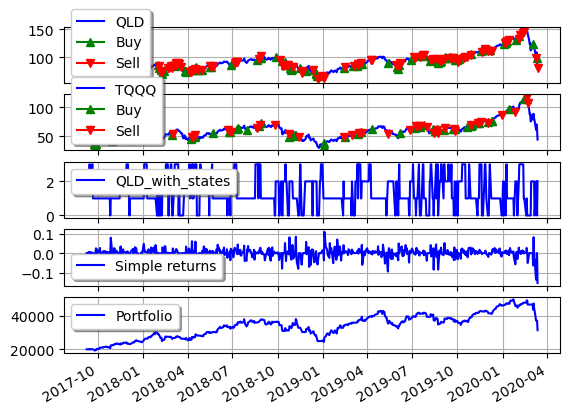 QLD
Buy
Sell
150
100
TQQQ
Buy
Sell
100
50
QLD_with_states
2
0
Simple returns
0.1
0.0
−0.1
Portfolio
40000
20000
2017-10
2018-01
2018-04
2018-07
2018-10
2019-01
2019-04
2019-07
2019-10
2020-01
2020-04